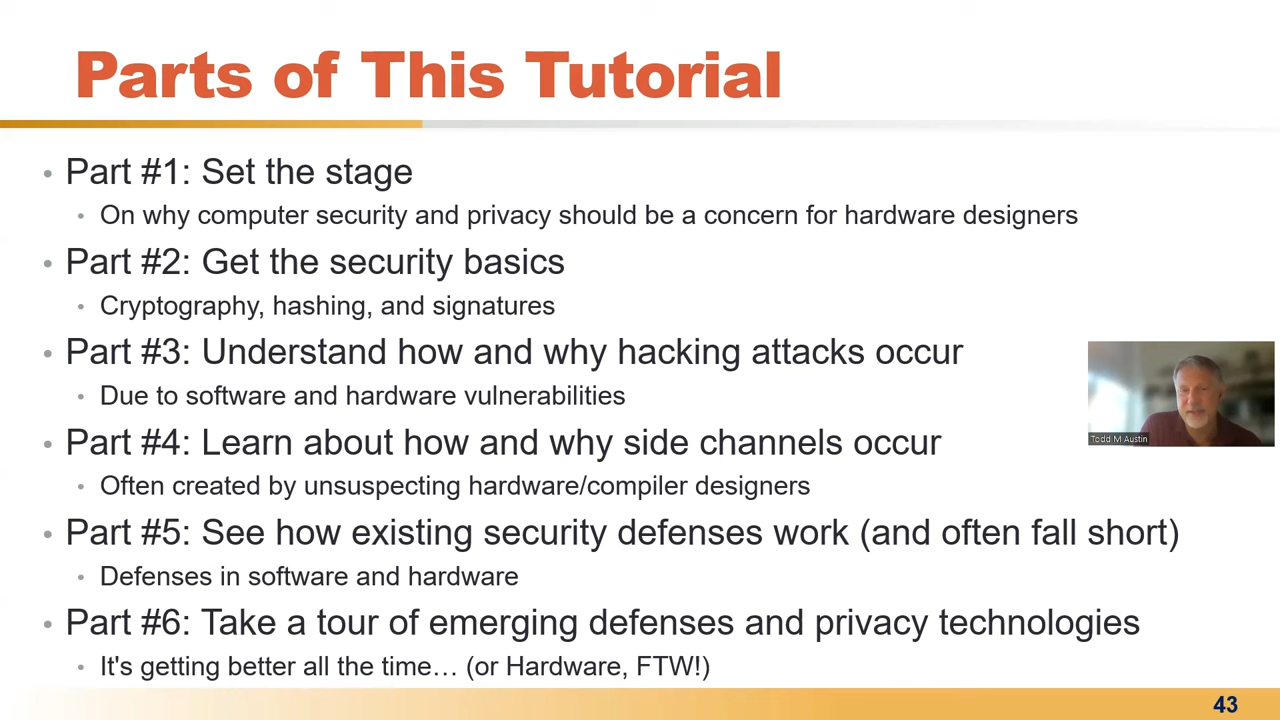 Parts of This Tutorial
• Part #1: Set the stage
• On why computer security and privacy should be a concern for hardware designers
• Part #2: Get the security basics
• Cryptography, hashing, and signatures
• Part #3: Understand how and why hacking attacks occur
• Due to software and hardware vulnerabilities
Todd M Austin
• Part #4: Learn about how and why side channels occur
• Often created by unsuspecting hardware/compiler designers
• Part #5: See how existing security defenses work (and often fall short)
• Defenses in software and hardware
• Part #6: Take a tour of emerging defenses and privacy technologies
• It's getting better all the time… (or Hardware, FTW!)
43